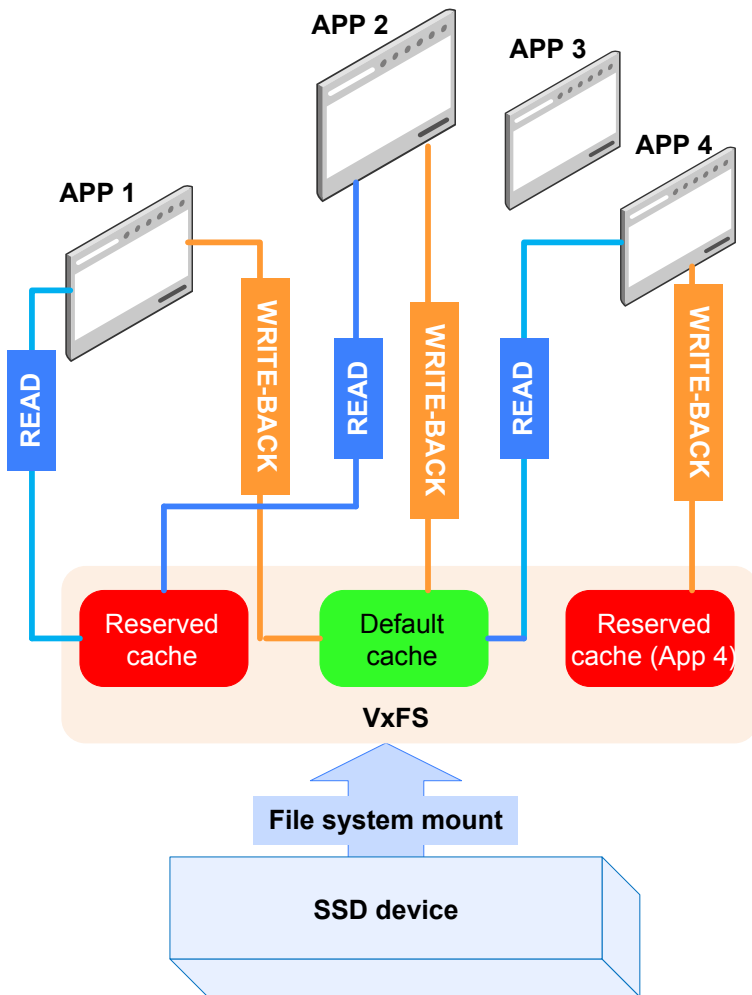 APP 2
APP 3
APP 4
APP 1
READ
WRITE-BACK
READ
WRITE-BACK
READ
WRITE-BACK
Reserved
cache
Default
cache
Reserved
cache (App 4)
VxFS
File system mount
SSD device